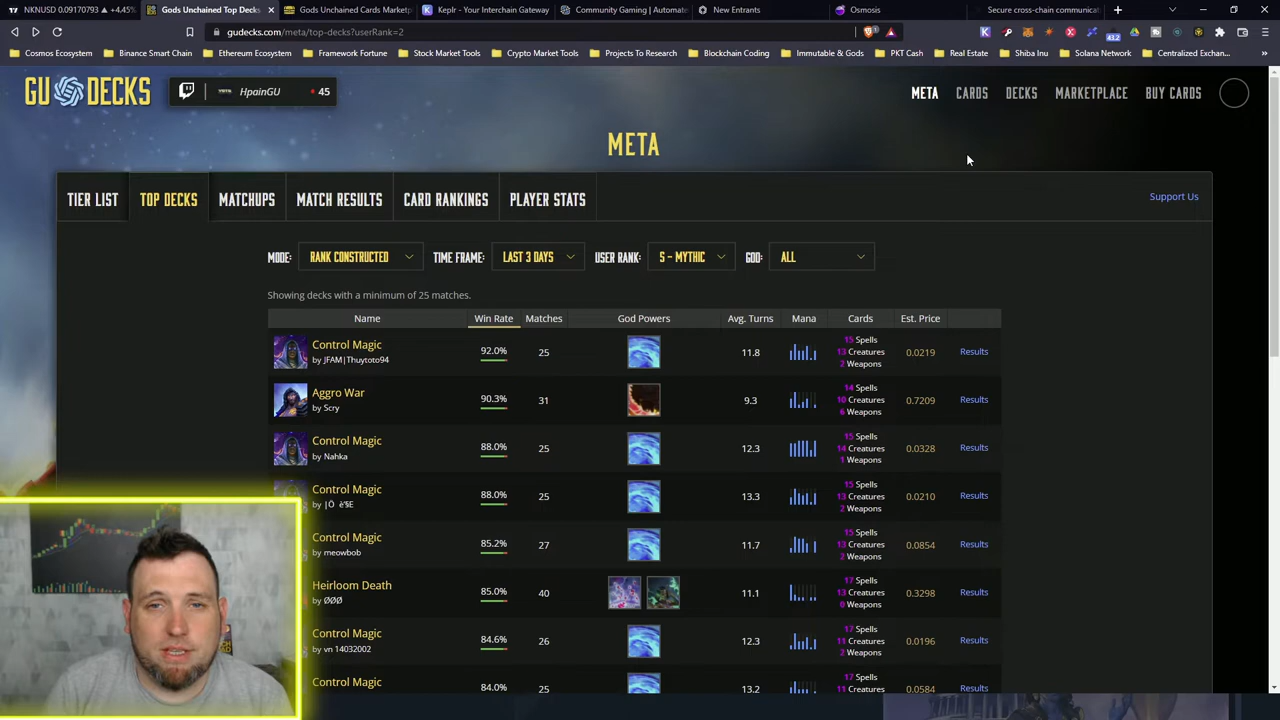 NKNUSD 0.09170793 ▲ +4.45%
Gods Unchained Top Decks
Gods Unchained Cards Market
Keplr - Your Interchain Gateway
Community Gaming | Automate
New Entrants
Osmosis
Secure cross-chain communicat
gudecks.com/meta/top-decks?userRank=2
Cosmos Ecosystem
Binance Smart Chain
Ethereum Ecosystem
Framework Fortune
Stock Market Tools
Crypto Market Tools
Projects To Research
Blockchain Coding
Immutable & Gods
PKT Cash
Real Estate
Shiba Inu
Solana Network
Centralized Exchan...
GU DECKS
HpainGU
45
META
CARDS
DECKS
MARKETPLACE
BUY CARDS
META
TIER LIST
TOP DECKS
MATCHUPS
MATCH RESULTS
CARD RANKINGS
PLAYER STATS
Support Us
MODE: RANK CONSTRUCTED
TIME FRAME: LAST 3 DAYS
USER RANK: 5 - MYTHIC
GOD: ALL
Showing decks with a minimum of 25 matches.
Name Win Rate Matches God Powers Avg. Turns Mana Cards Est. Price
Control Magic
by JFAM|Thuytoto94
92.0% 25 11.8
15 Spells
13 Creatures
2 Weapons
0.0219 Results
Aggro War
by Scry
90.3% 31 9.3
14 Spells
10 Creatures
6 Weapons
0.7209 Results
Control Magic
by Nahka
88.0% 25 12.3
15 Spells
14 Creatures
1 Weapons
0.0328 Results
Control Magic
by
88.0% 25 13.3
15 Spells
13 Creatures
2 Weapons
0.0210 Results
Control Magic
by meowbob
85.2% 27 11.7
15 Spells
13 Creatures
2 Weapons
0.0854 Results
Heirloom Death
by ØØØ
85.0% 40 11.1
17 Spells
13 Creatures
0 Weapons
0.3298 Results
Control Magic
by vn 14032002
84.6% 26 12.3
17 Spells
11 Creatures
2 Weapons
0.0196 Results
Control Magic
84.0% 25 13.2
17 Spells
11 Creatures
0.0584 Results